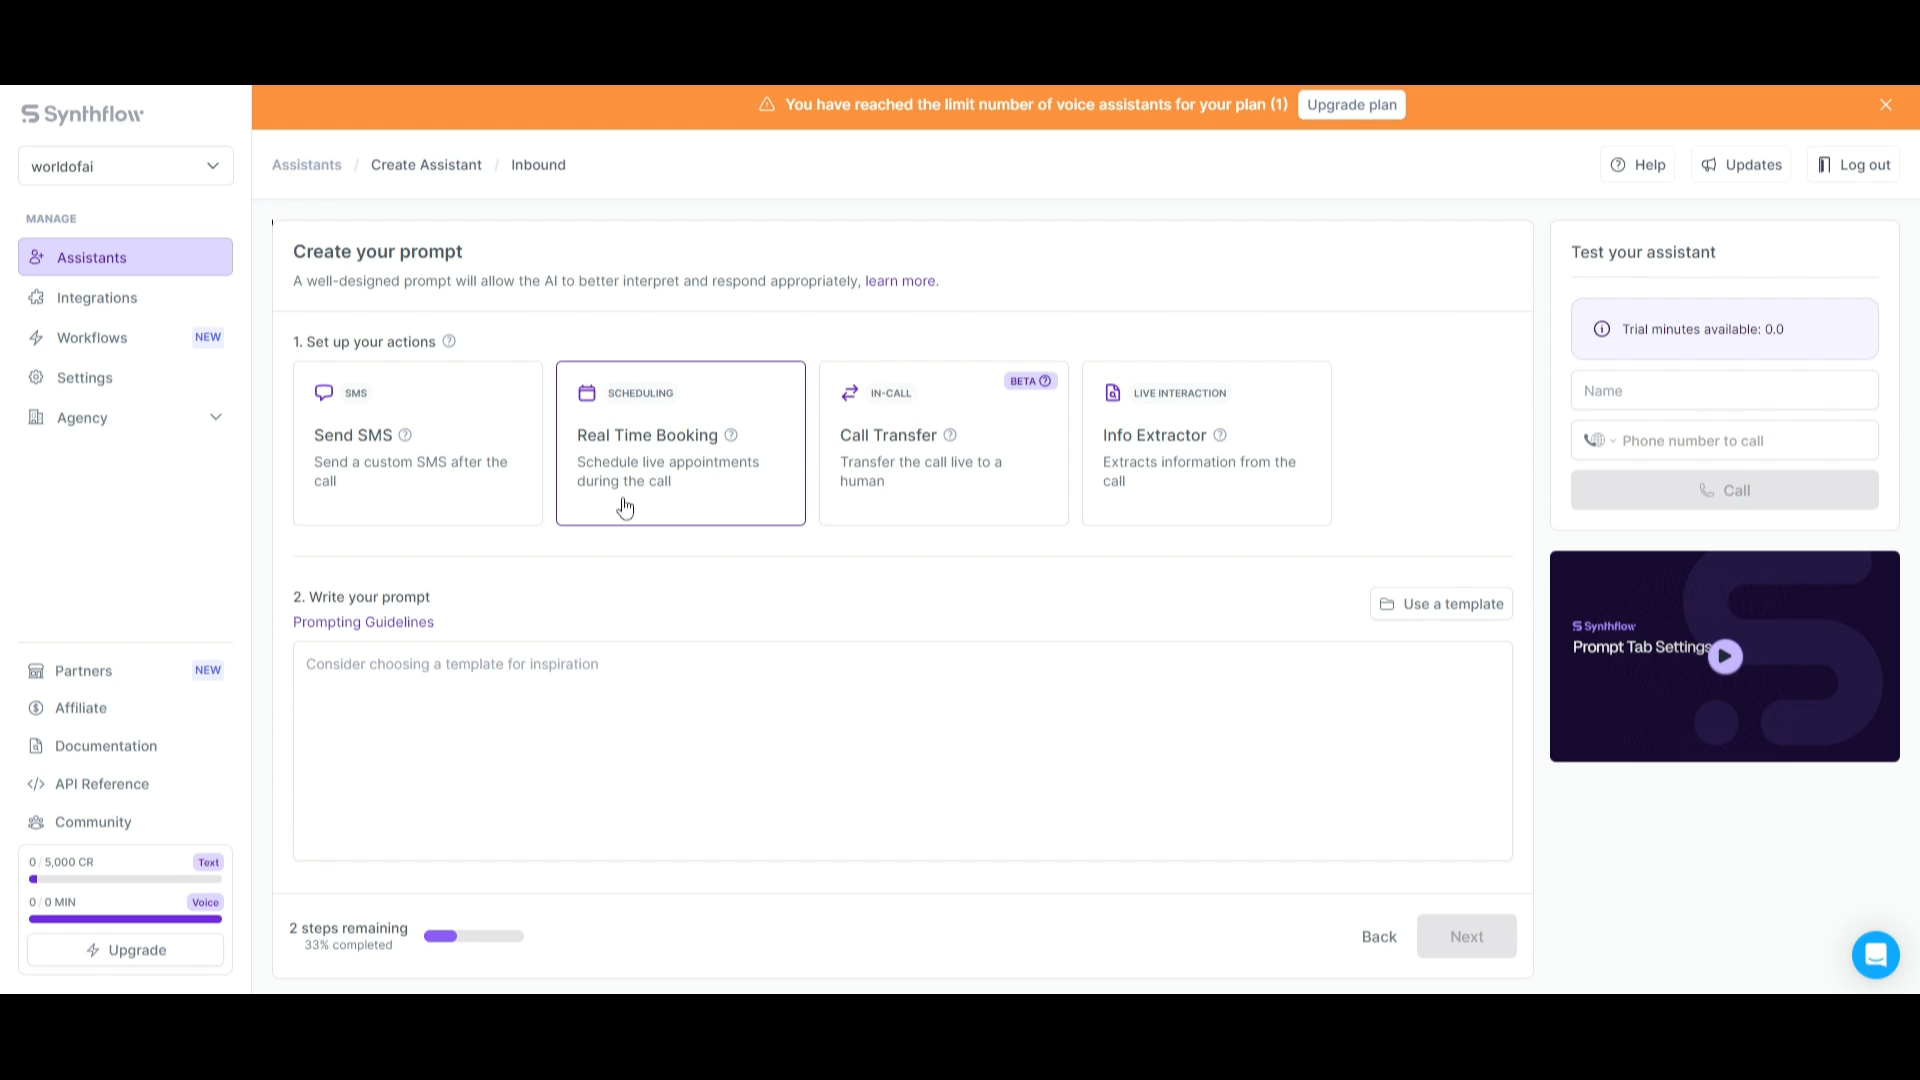 Synthflow
You have reached the limit number of voice assistants for your plan (1)
Upgrade plan
worldofai
Assistants / Create Assistant / Inbound
Help
Updates
Log out
MANAGE
Assistants
Integrations
Workflows NEW
Settings
Agency
Create your prompt
A well-designed prompt will allow the AI to better interpret and respond appropriately, learn more.
1. Set up your actions
SMS
Send SMS
Send a custom SMS after the
call
SCHEDULING
Real Time Booking
Schedule live appointments
during the call
BETA
IN-CALL
Call Transfer
Transfer the call live to a
human
LIVE INTERACTION
Info Extractor
Extracts information from the
call
2. Write your prompt
Prompting Guidelines
Use a template
Consider choosing a template for inspiration
Test your assistant
Trial minutes available: 0.0
Name
Phone number to call
Call
Synthflow
Prompt Tab Settings
Partners NEW
Affiliate
Documentation
API Reference
Community
0 / 5,000 CR Text
0 / 0 MIN Voice
Upgrade
2 steps remaining
33% completed
Back
Next